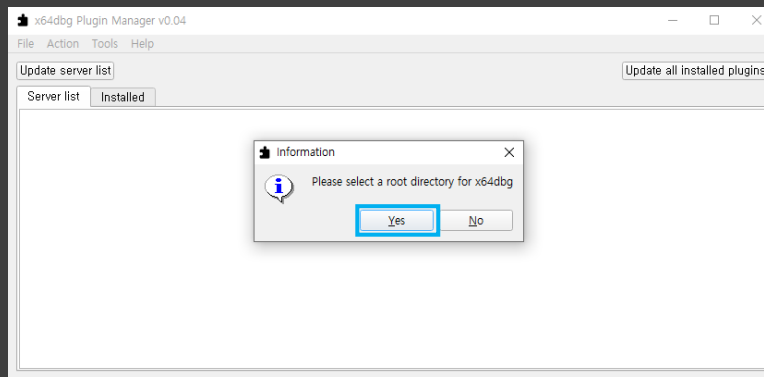 x64dbg Plugin Manager v0.04
File Action Tools Help
Update server list
Update all installed plugins
Server list Installed
Information
Please select a root directory for x64dbg
Yes No